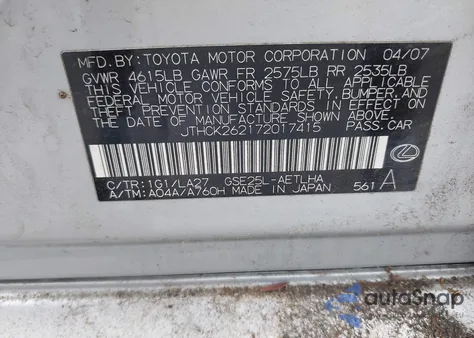 MFD.BY:TOYOTA MOTOR CORPORATION 04/07
GVWR 4615LB GAWR FR 2575LB RR 2535LB
THIS VEHICLE CONFORMS TO ALL APPLICABLE
FEDERAL MOTOR VEHICLE SAFETY, BUMPER, AND
THEFT PREVENTION STANDARDS IN EFFECT ON
THE DATE OF MANUFACTURE SHOWN ABOVE.
JTHCK262172017415 PASS.CAR
C/TR:1G1/LA27 GSE25L-AETLHA
A/TM:A04A/A760H MADE IN JAPAN 561 A
autoSnap